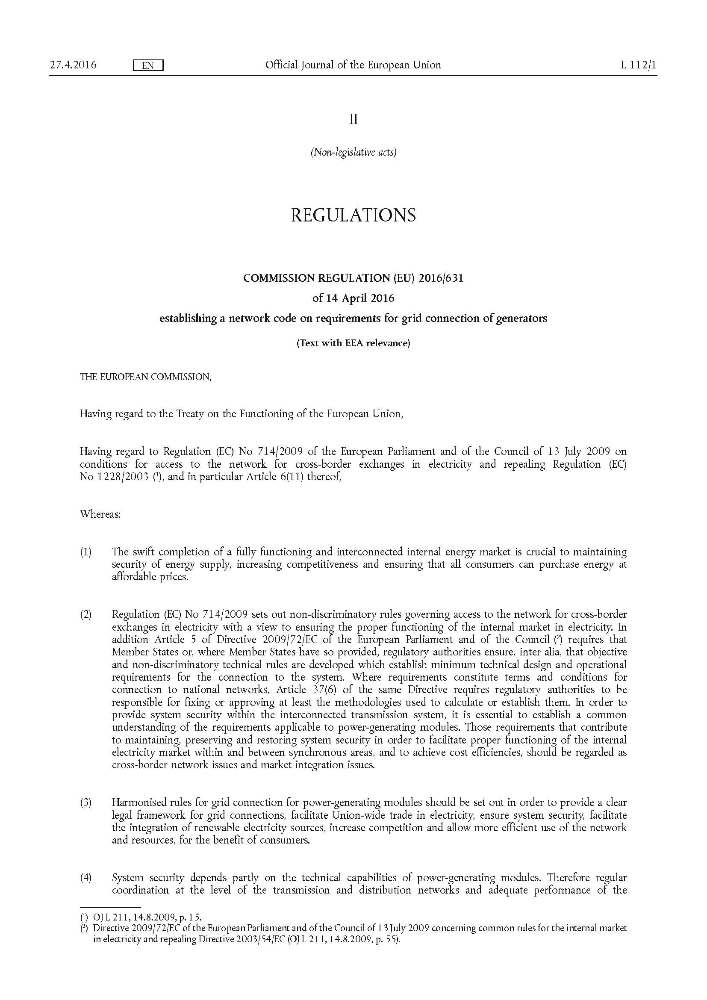 27.4.2016 EN Official Journal of the European Union L 112/1
II
(Non-legislative acts)
REGULATIONS
COMMISSION REGULATION (EU) 2016/631
of 14 April 2016
establishing a network code on requirements for grid connection of generators
(Text with EEA relevance)
THE EUROPEAN COMMISSION,
Having regard to the Treaty on the Functioning of the European Union,
Having regard to Regulation (EC) No 714/2009 of the European Parliament and of the Council of 13 July 2009 on
conditions for access to the network for cross-border exchanges in electricity and repealing Regulation (EC)
No 1228/2003 (¹), and in particular Article 6(11) thereof,
Whereas:
(1) The swift completion of a fully functioning and interconnected internal energy market is crucial to maintaining
security of energy supply, increasing competitiveness and ensuring that all consumers can purchase energy at
affordable prices.
(2) Regulation (EC) No 714/2009 sets out non-discriminatory rules governing access to the network for cross-border
exchanges in electricity with a view to ensuring the proper functioning of the internal market in electricity. In
addition Article 5 of Directive 2009/72/EC of the European Parliament and of the Council (²) requires that
Member States or, where Member States have so provided, regulatory authorities ensure, inter alia, that objective
and non-discriminatory technical rules are developed which establish minimum technical design and operational
requirements for the connection to the system. Where requirements constitute terms and conditions for
connection to national networks, Article 37(6) of the same Directive requires regulatory authorities to be
responsible for fixing or approving at least the methodologies used to calculate or establish them. In order to
provide system security within the interconnected transmission system, it is essential to establish a common
understanding of the requirements applicable to power-generating modules. Those requirements that contribute
to maintaining, preserving and restoring system security in order to facilitate proper functioning of the internal
electricity market within and between synchronous areas, and to achieve cost efficiencies, should be regarded as
cross-border network issues and market integration issues.
(3) Harmonised rules for grid connection for power-generating modules should be set out in order to provide a clear
legal framework for grid connections, facilitate Union-wide trade in electricity, ensure system security, facilitate
the integration of renewable electricity sources, increase competition and allow more efficient use of the network
and resources, for the benefit of consumers.
(4) System security depends partly on the technical capabilities of power-generating modules. Therefore regular
coordination at the level of the transmission and distribution networks and adequate performance of the
(¹) OJ L 211, 14.8.2009, p. 15.
(²) Directive 2009/72/EC of the European Parliament and of the Council of 13 July 2009 concerning common rules for the internal market
in electricity and repealing Directive 2003/54/EC (OJ L 211, 14.8.2009, p. 55).